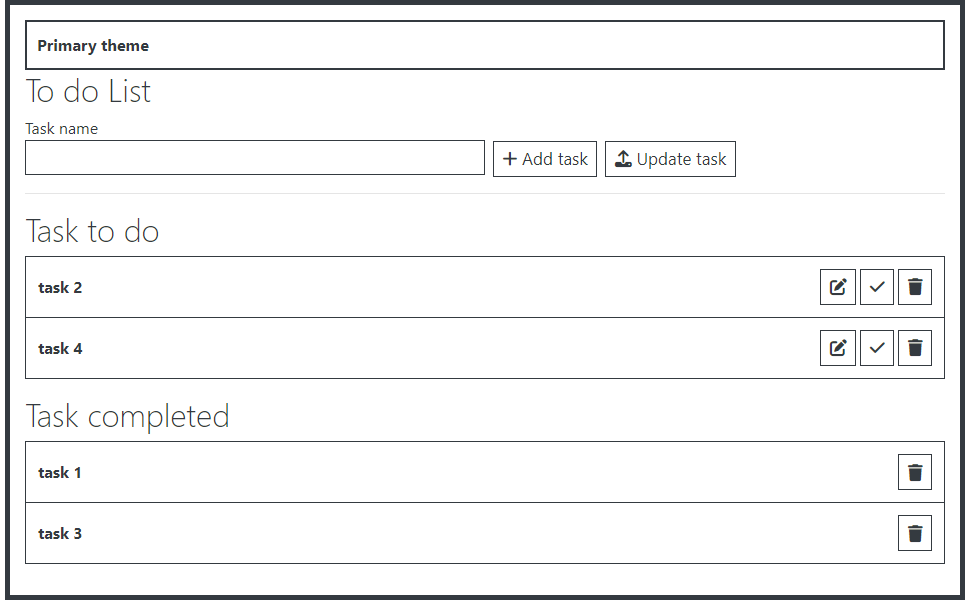 Primary theme
To do List
Task name
Add task
Update task
Task to do
task 2
task 4
Task completed
task 1
task 3